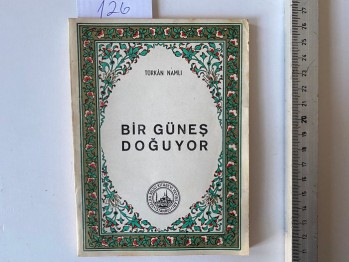 126
TÜRKÂN NAMLI
BİR GÜNEŞ
DOĞUYOR